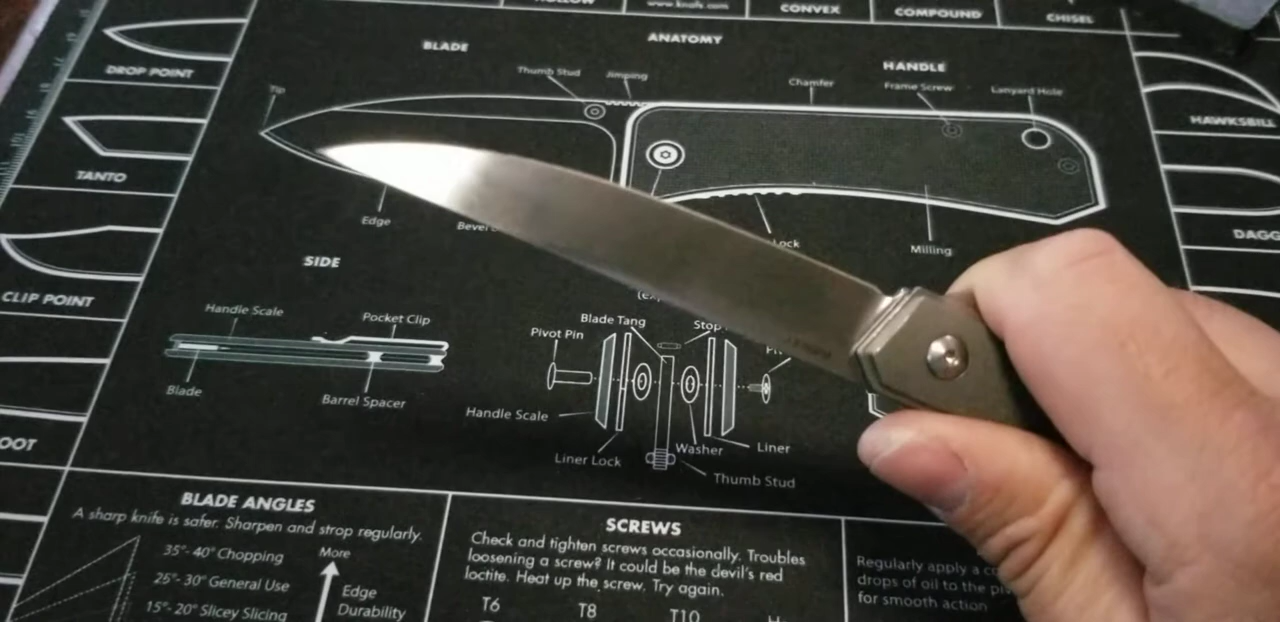 www.knafs.com
CONVEX
COMPOUND
CHISEL
ANATOMY
BLADE
HANDLE
DROP POINT
Thumb Stud
Jimping
Chamfer
Frame Screw
Lanyard Hole
Tip
HAWKSBILL
TANTO
Edge
Bevel
Lock
Milling
DAGG
SIDE
CLIP POINT
Handle Scale
Pocket Clip
Blade Tang
Stop
Pivot Pin
Blade
Barrel Spacer
Handle Scale
Washer
Liner
Liner Lock
Thumb Stud
OOT
BLADE ANGLES
A sharp knife is safer. Sharpen and strop regularly.
35°- 40° Chopping
25°- 30° General Use
15°- 20° Slicey Slicing
More
Edge
Durability
SCREWS
Check and tighten screws occasionally. Troubles
loosening a screw? It could be the devil's red
loctite. Heat up the screw. Try again.
T6
T8
T10
Regularly apply a
drops of oil to the
for smooth action